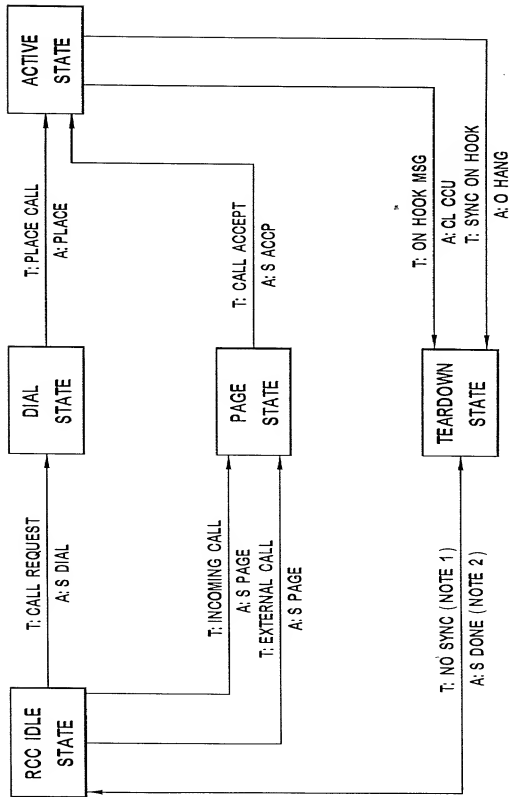 RCC IDLE
STATE
T: CALL REQUEST
A: S DIAL
DIAL
STATE
T: PLACE CALL
A: PLACE
ACTIVE
STATE
T: INCOMING CALL
A: S PAGE
T: EXTERNAL CALL
A: S PAGE
PAGE
STATE
T: CALL ACCEPT
A: S ACCP
T: NO SYNC (NOTE 1)
A: S DONE (NOTE 2)
TEARDOWN
STATE
T: ON HOOK MSG
A: CL CCU
T: SYNC ON HOOK
A: O HANG